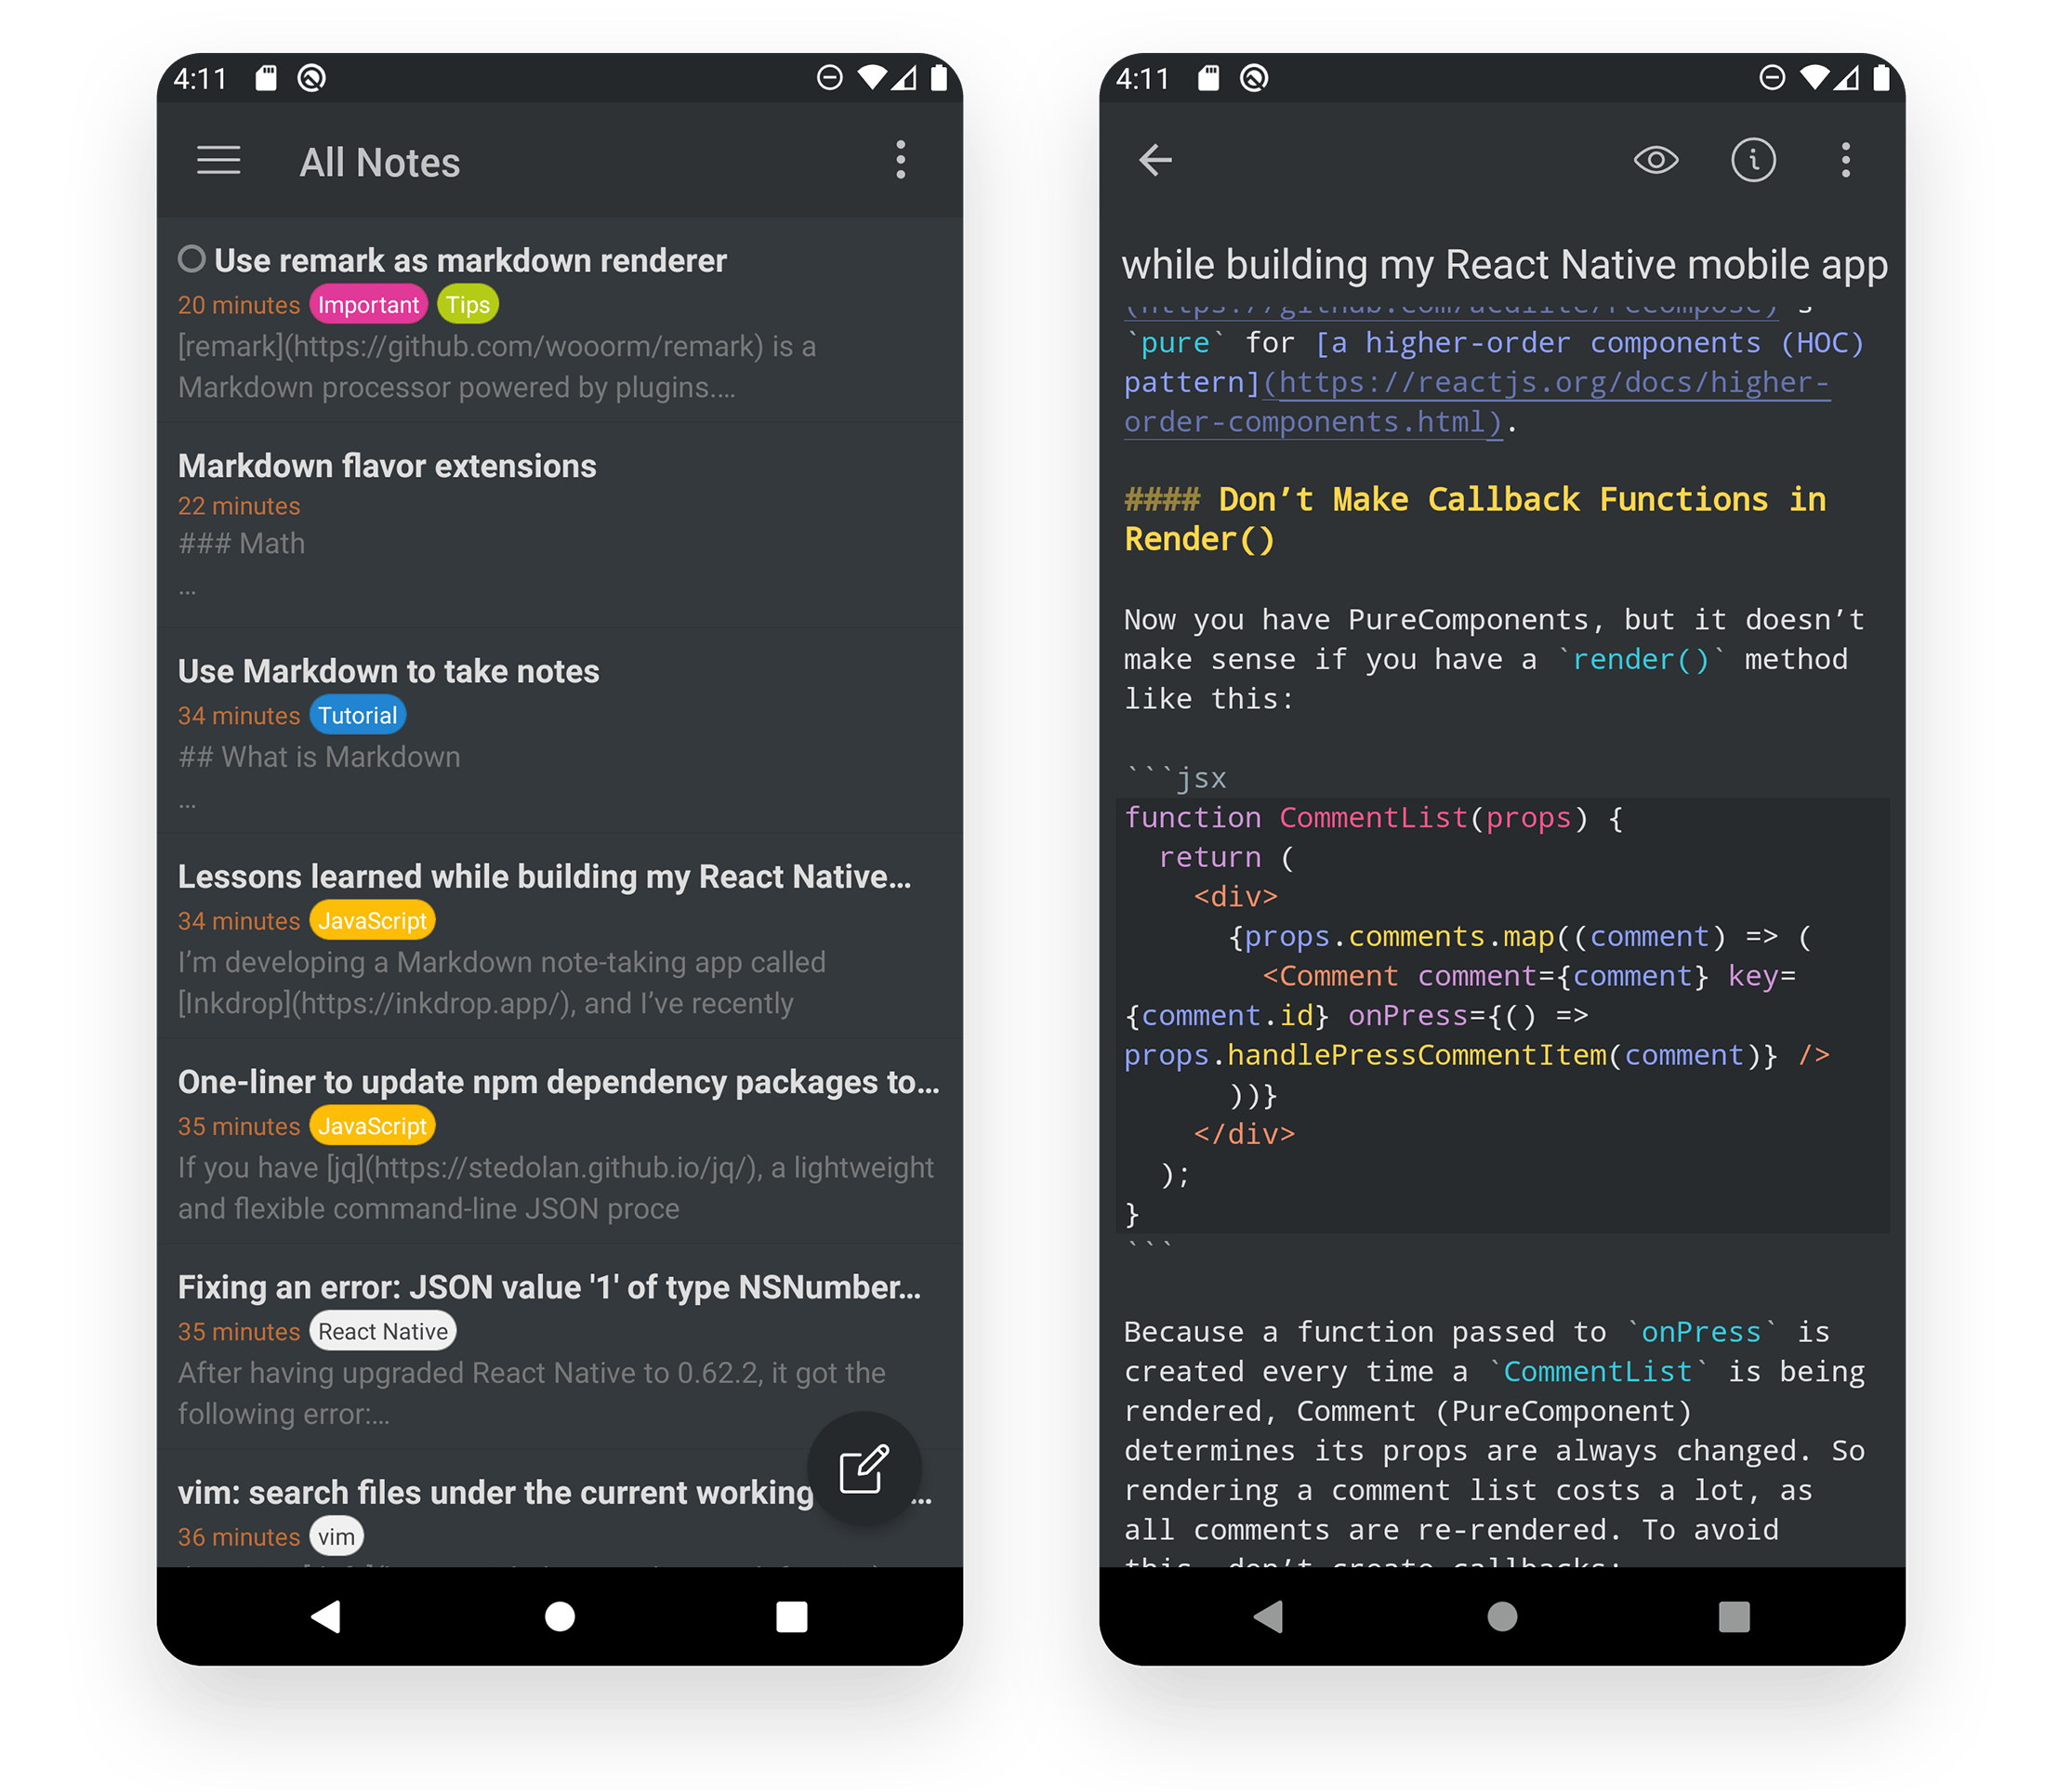 4:11
All Notes
Use remark as markdown renderer
20 minutes Important Tips
[remark](https://github.com/wooorm/remark) is a
Markdown processor powered by plugins.…
Markdown flavor extensions
22 minutes
### Math
…
Use Markdown to take notes
34 minutes Tutorial
## What is Markdown
…
Lessons learned while building my React Native…
34 minutes JavaScript
I’m developing a Markdown note-taking app called
[Inkdrop](https://inkdrop.app/), and I’ve recently
One-liner to update npm dependency packages to…
35 minutes JavaScript
If you have [jq](https://stedolan.github.io/jq/), a lightweight
and flexible command-line JSON proce
Fixing an error: JSON value '1' of type NSNumber…
35 minutes React Native
After having upgraded React Native to 0.62.2, it got the
following error:…
vim: search files under the current working …
36 minutes vim
4:11
while building my React Native mobile app
(https://github.com/acdlite/recompose)'s
`pure` for [a higher-order components (HOC)
pattern](https://reactjs.org/docs/higher-
order-components.html).
#### Don’t Make Callback Functions in
Render()
Now you have PureComponents, but it doesn’t
make sense if you have a `render()` method
like this:
```jsx
function CommentList(props) {
  return (
    <div>
      {props.comments.map((comment) => (
        <Comment comment={comment} key=
{comment.id} onPress={() =>
props.handlePressCommentItem(comment)} />
      ))}
    </div>
  );
}
```
Because a function passed to `onPress` is
created every time a `CommentList` is being
rendered, Comment (PureComponent)
determines its props are always changed. So
rendering a comment list costs a lot, as
all comments are re-rendered. To avoid
this, don’t create callbacks: